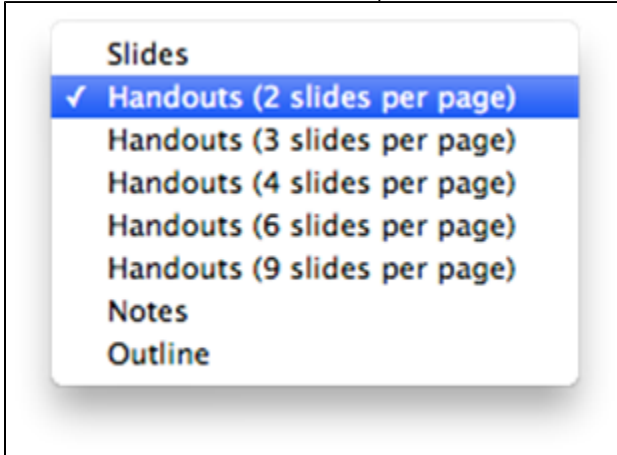 Slides
✓ Handouts (2 slides per page)
Handouts (3 slides per page)
Handouts (4 slides per page)
Handouts (6 slides per page)
Handouts (9 slides per page)
Notes
Outline